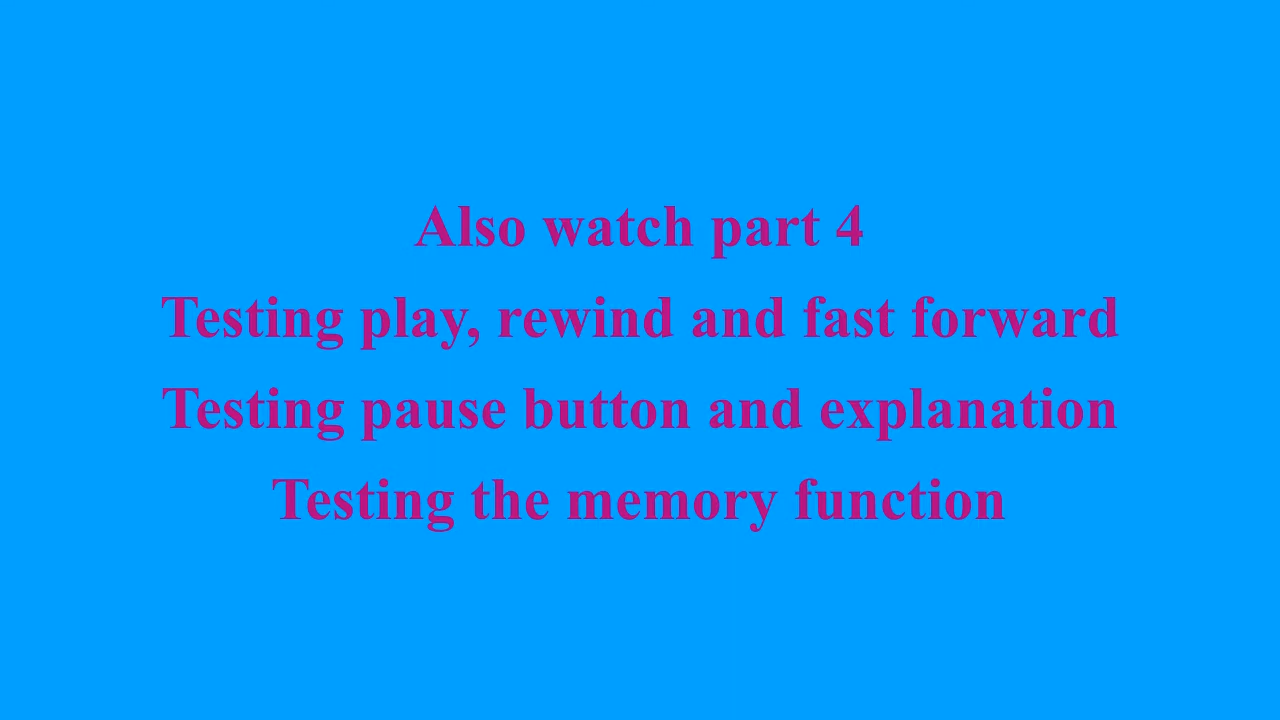 Also watch part 4
Testing play, rewind and fast forward
Testing pause button and explanation
Testing the memory function